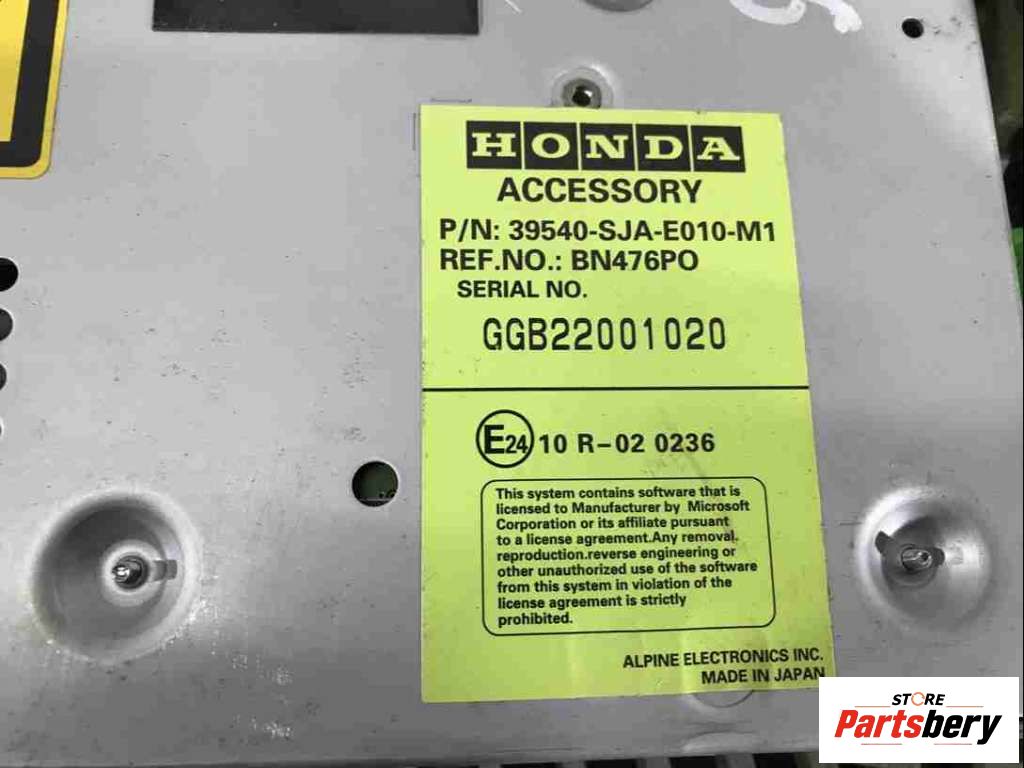 HONDA
ACCESSORY
P/N: 39540-SJA-E010-M1
REF.NO.: BN476PO
SERIAL NO.
GGB22001020
E24 10 R-02 0236
This system contains software that is
licensed to Manufacturer by Microsoft
Corporation or its affiliate pursuant
to a license agreement.Any removal.
reproduction.reverse engineering or
other unauthorized use of the software
from this system in violation of the
license agreement is strictly
prohibited.
ALPINE ELECTRONICS INC.
MADE IN JAPAN
STORE
Partsbery